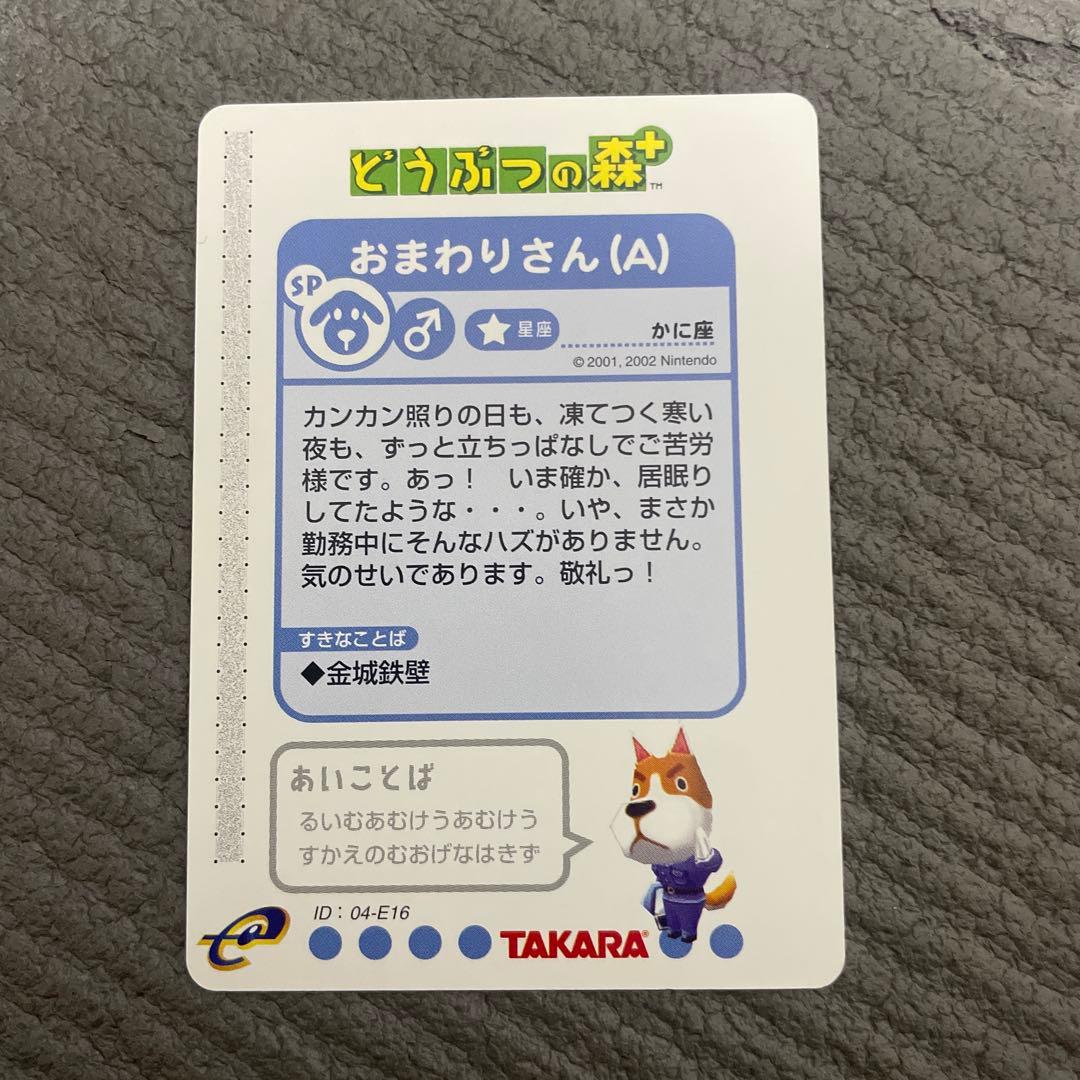 どうぶつの森+™
おまわりさん(A)
SP
♂
★星座
かに座
©2001, 2002 Nintendo
カンカン照りの日も、凍てつく寒い
夜も、ずっと立ちっぱなしでご苦労
様です。あっ！　いま確か、居眠り
してたような・・・。いや、まさか
勤務中にそんなハズがありません。
気のせいであります。敬礼っ！
すきなことば
◆金城鉄壁
あいことば
るいむあむけうあむけう
すかえのむおげなはきず
ID：04-E16
e
TAKARA®